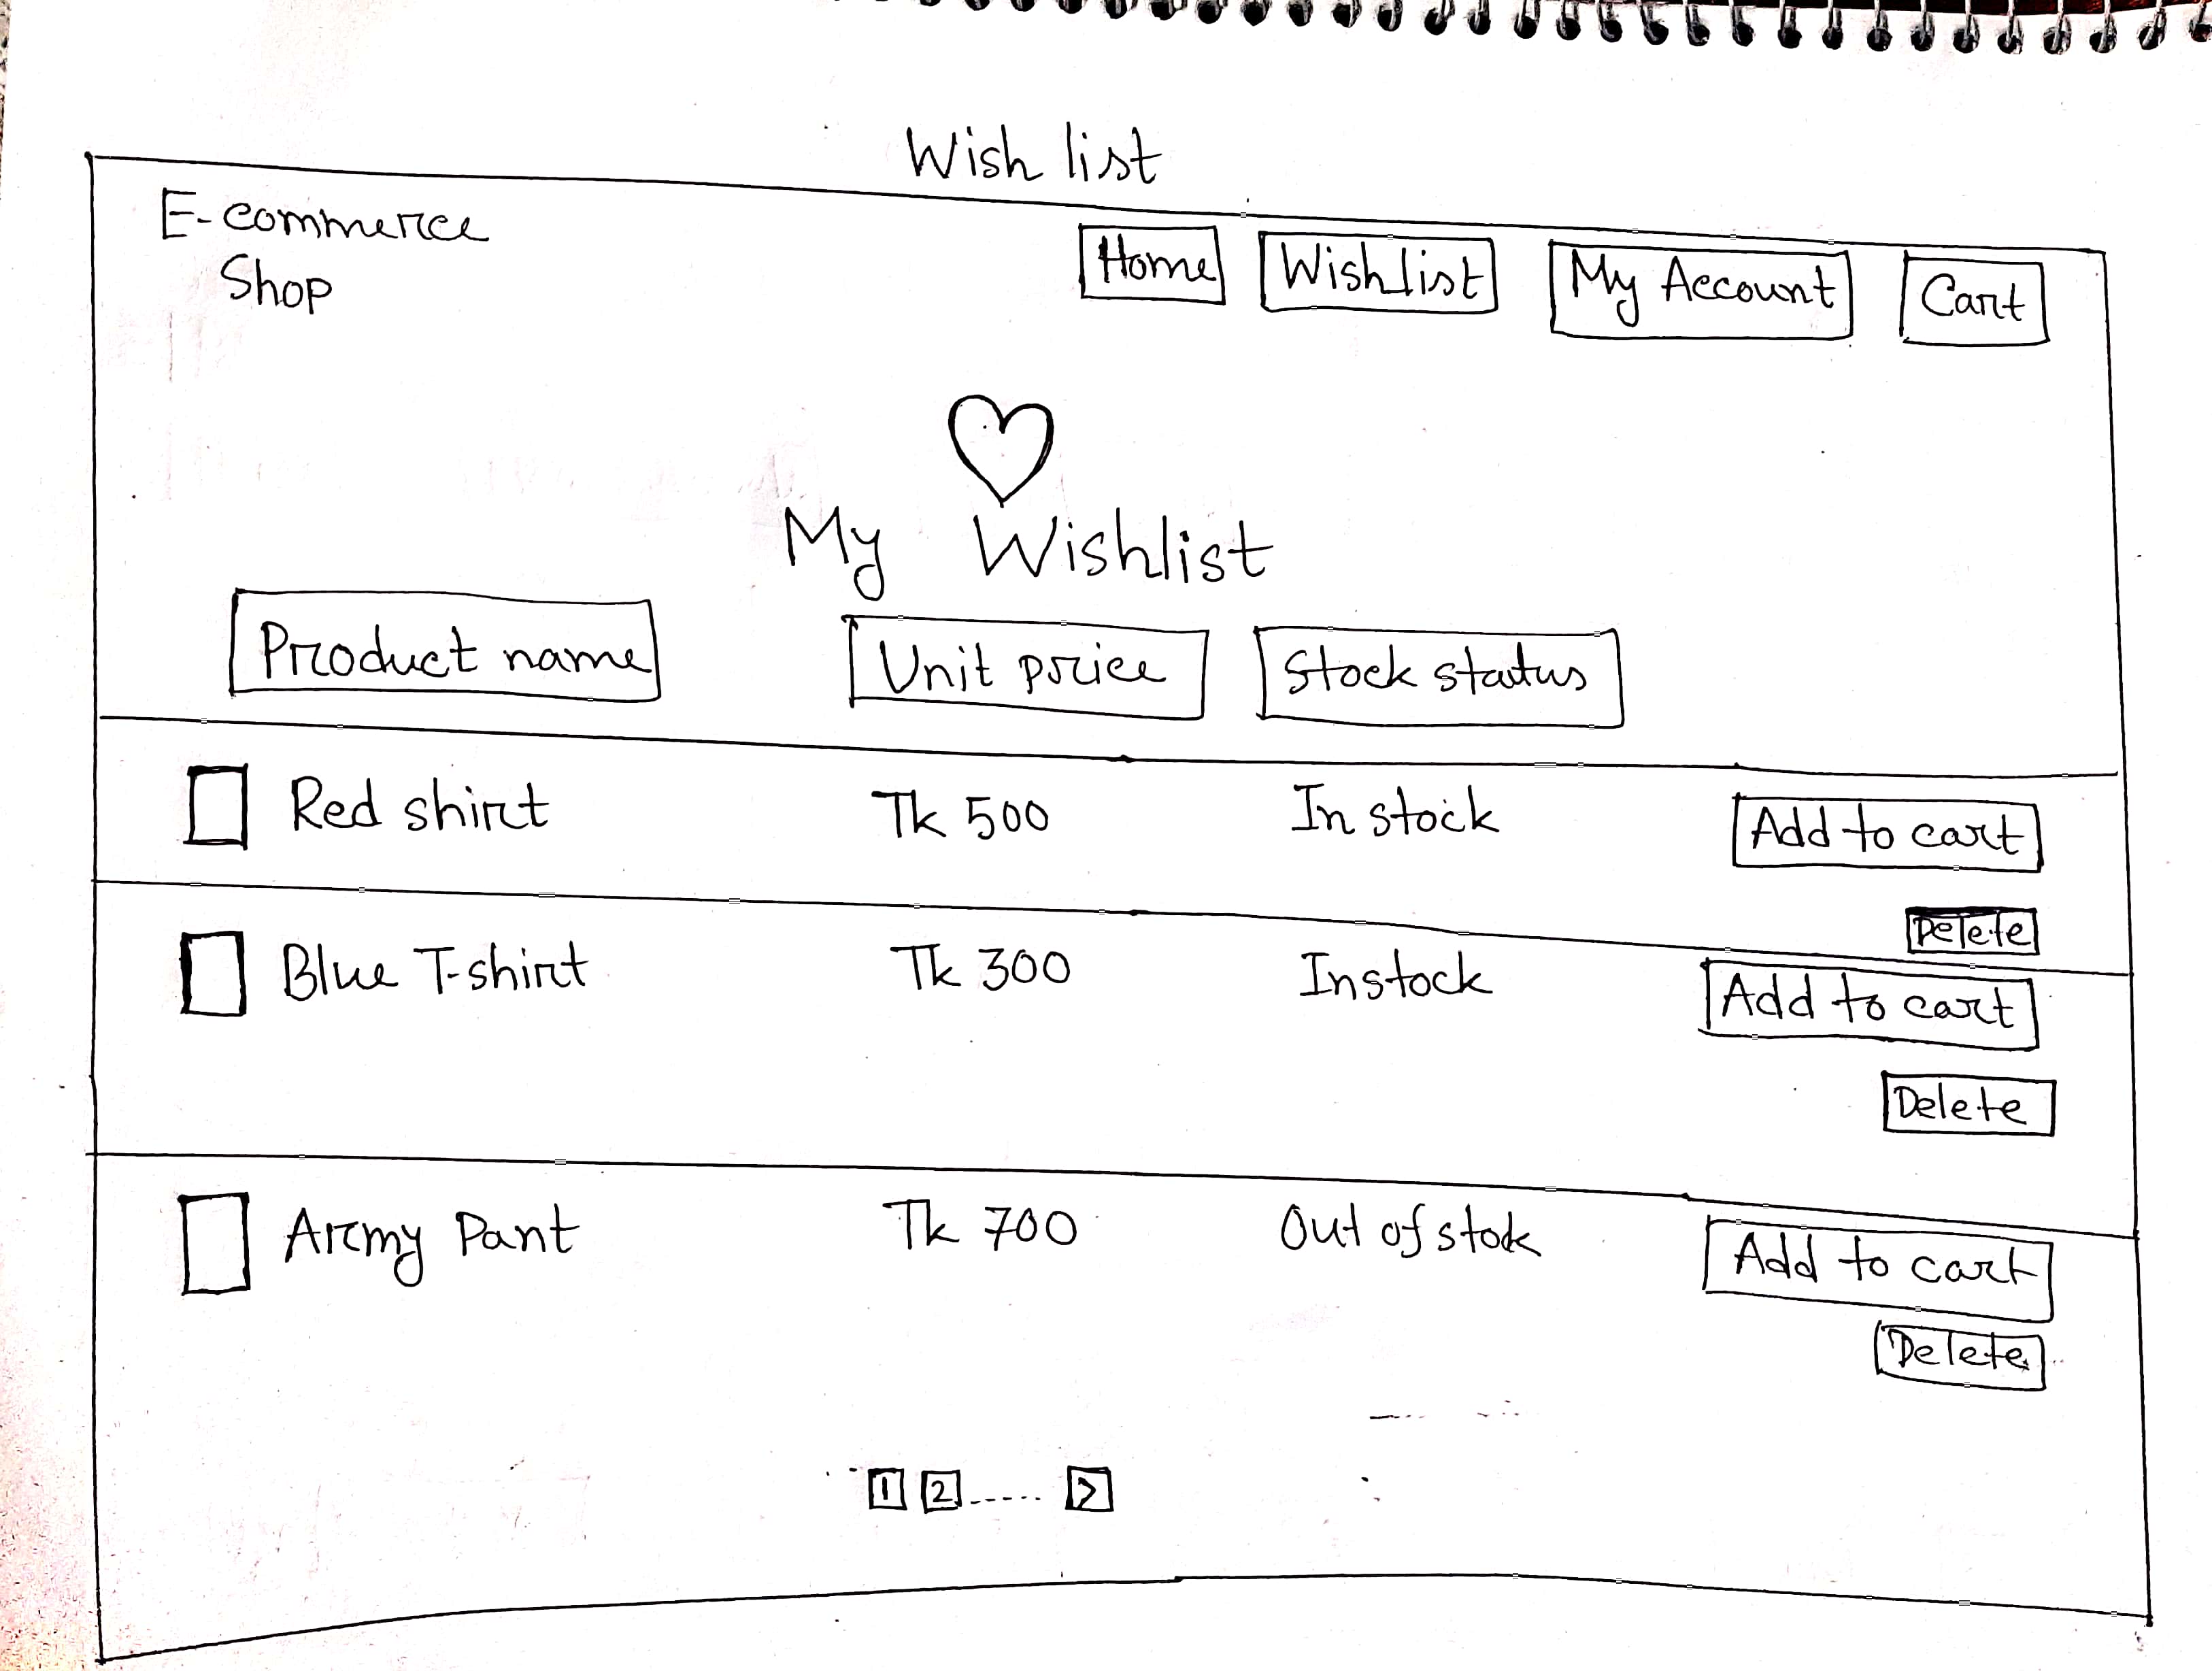 Wish list
E-commerce
Shop
Home Wishlist My Account Cart
My Wishlist
Product name Unit price Stock status
Red shirt Tk 500 In stock Add to cart
Delete
Blue T-shirt Tk 300 In stock Add to cart
Delete
Army Pant Tk 700 Out of stok Add to cart
Delete
1 2 ...... >